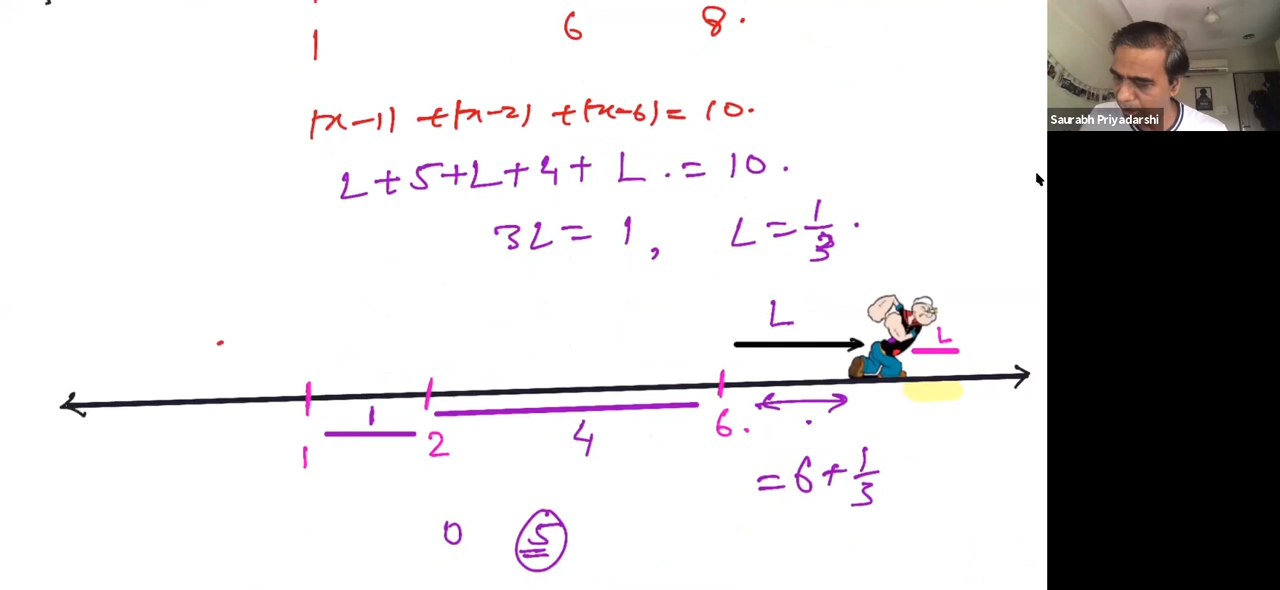 6 8.
1
|x-1| + |x-2| + |x-6| = 10.
Saurabh Priyadarshi
L+5+L+4+ L. = 10.
3L = 1, L = 1/3.
L
L
1
1 2 4 6.
= 6 + 1/3
0 5